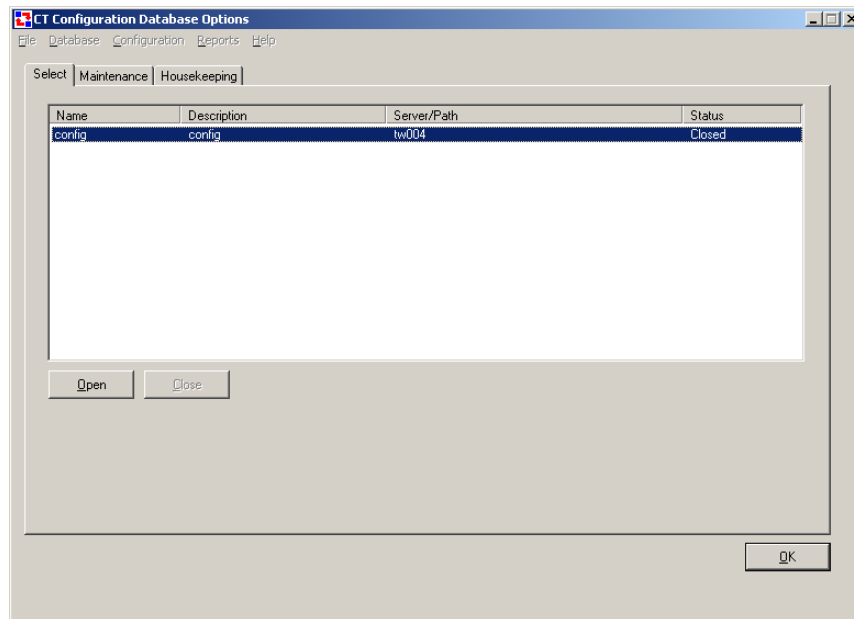 CT Configuration Database Options
File Database Configuration Reports Help
Select Maintenance Housekeeping
Name Description Server/Path Status
config config tw004 Closed
Open Close
OK